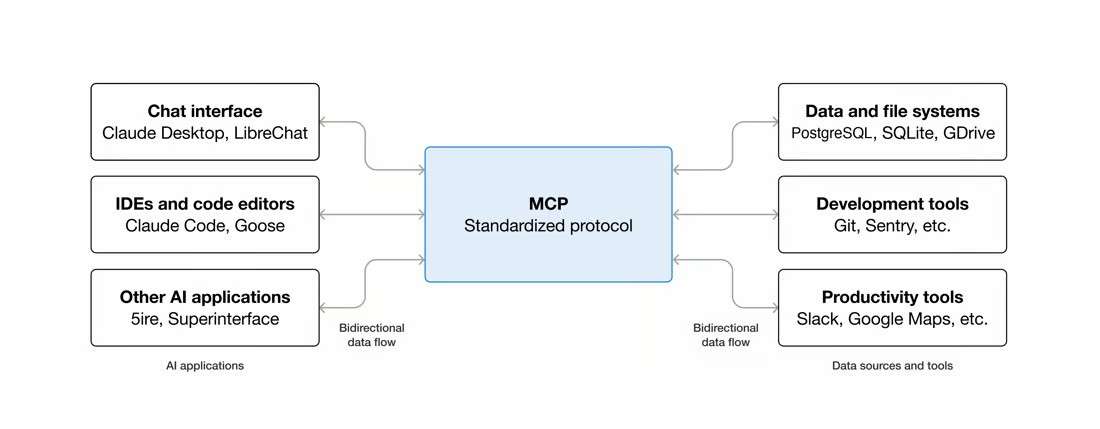 Chat interface
Claude Desktop, LibreChat
IDEs and code editors
Claude Code, Goose
Other AI applications
5ire, Superinterface
AI applications
Bidirectional
data flow
MCP
Standardized protocol
Bidirectional
data flow
Data and file systems
PostgreSQL, SQLite, GDrive
Development tools
Git, Sentry, etc.
Productivity tools
Slack, Google Maps, etc.
Data sources and tools